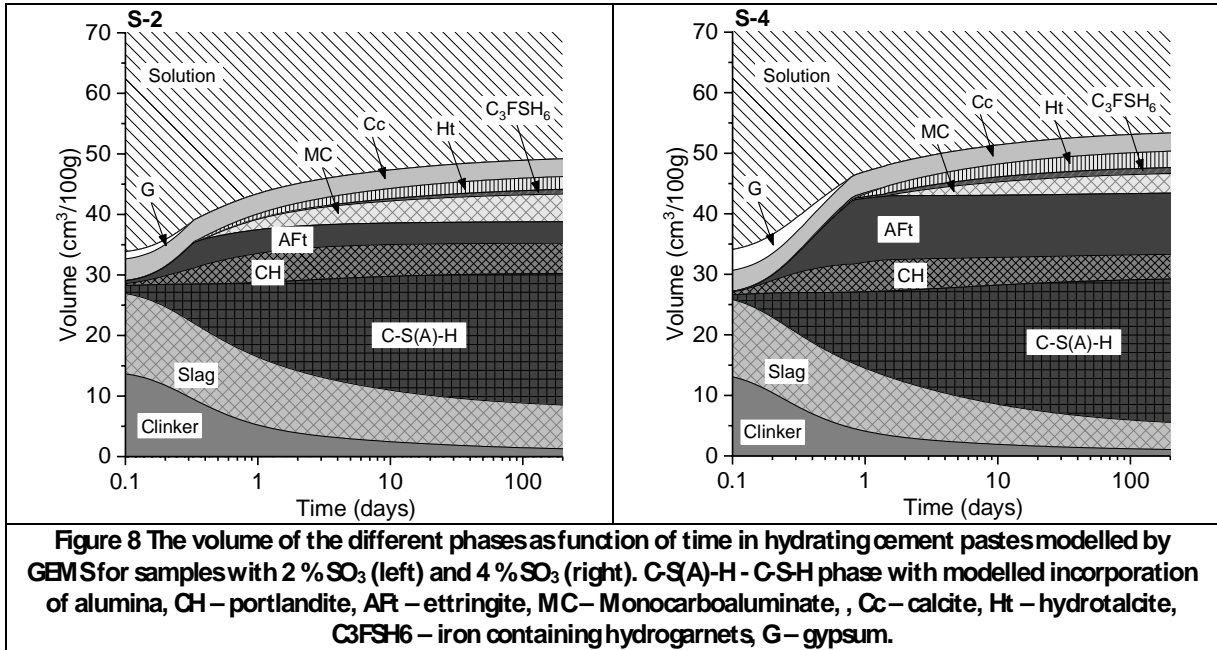 S-2
70
60
50
40
30
20
10
0
Volume (cm³/100g)
Solution
G
MC
Cc
Ht
C₃FSH₆
AFt
CH
C-S(A)-H
Slag
Clinker
0.1 1 10 100
Time (days)
S-4
70
60
50
40
30
20
10
0
Volume (cm³/100g)
Solution
G
Cc
MC
Ht
C₃FSH₆
AFt
CH
C-S(A)-H
Slag
Clinker
0.1 1 10 100
Time (days)
Figure 8 The volume of the different phases as function of time in hydrating cement pastes modelled by
GEMS for samples with 2 % SO₃ (left) and 4 % SO₃ (right). C-S(A)-H - C-S-H phase with modelled incorporation
of alumina, CH – portlandite, AFt – ettringite, MC – Monocarboaluminate, , Cc – calcite, Ht – hydrotalcite,
C3FSH6 – iron containing hydrogarnets, G – gypsum.